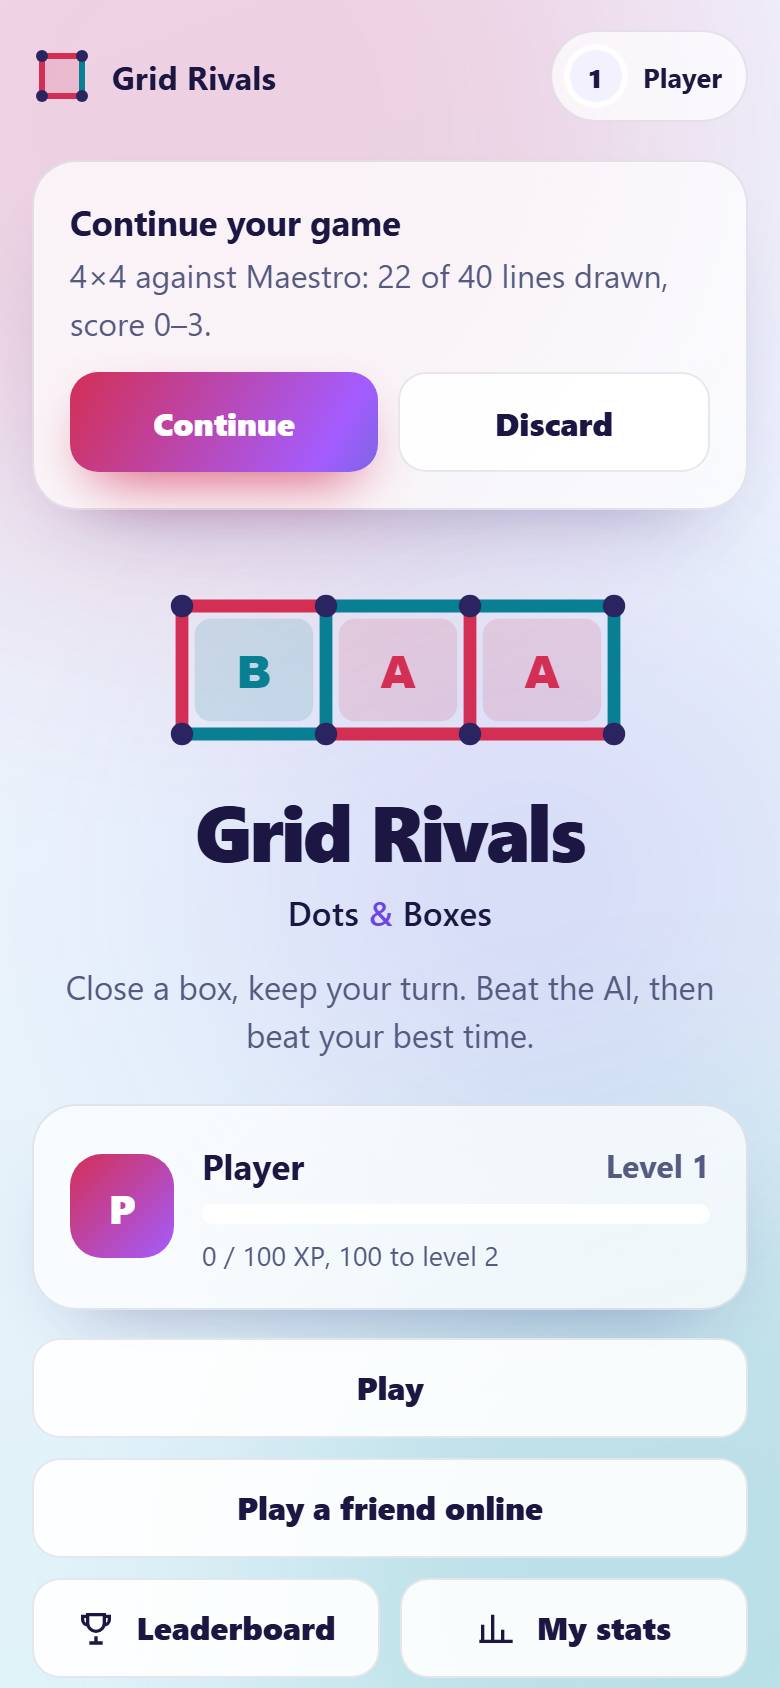 Grid Rivals
1 Player
Continue your game
4×4 against Maestro: 22 of 40 lines drawn,
score 0–3.
Continue
Discard
B A A
Grid Rivals
Dots & Boxes
Close a box, keep your turn. Beat the AI, then
beat your best time.
P
Player
Level 1
0 / 100 XP, 100 to level 2
Play
Play a friend online
Leaderboard
My stats